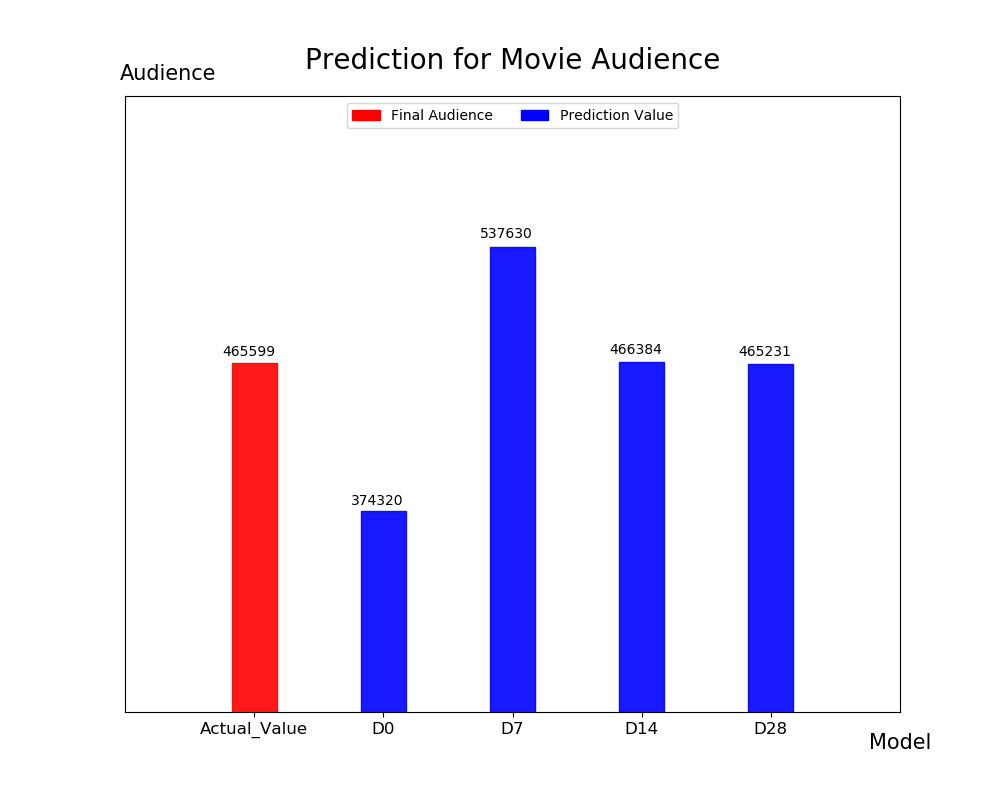 Prediction for Movie Audience
Audience
Final Audience Prediction Value
537630
465599
466384
465231
374320
Actual_Value D0 D7 D14 D28
Model